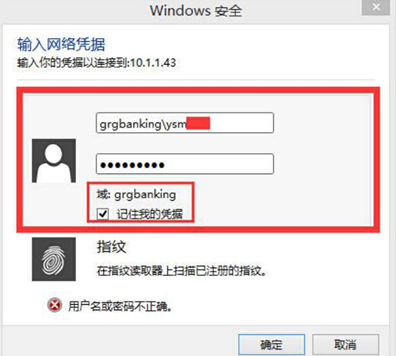 Windows 安全
输入网络凭据
输入你的凭据以连接到:10.1.1.43
grgbanking\ysm
●●●●●●●●●
域: grgbanking
记住我的凭据
指纹
在指纹读取器上扫描已注册的指纹。
用户名或密码不正确。
确定
取消